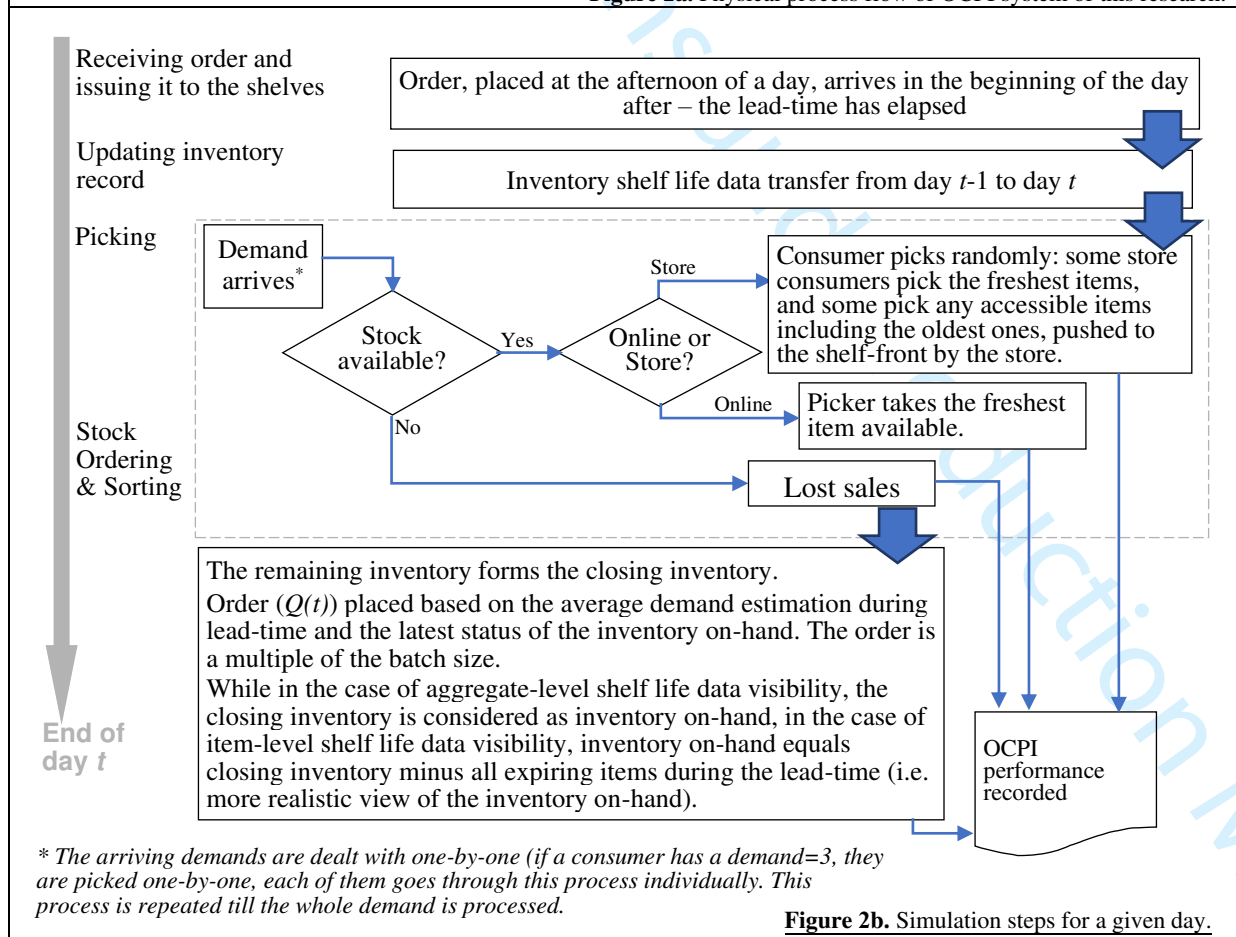 Figure 2a. Physical process flow of OCPI system of this research.
Receiving order and
issuing it to the shelves
Order, placed at the afternoon of a day, arrives in the beginning of the day
after – the lead-time has elapsed
Updating inventory
record
Inventory shelf life data transfer from day t-1 to day t
Picking
Demand
arrives*
Stock
available?
Yes
No
Online or
Store?
Store
Online
Consumer picks randomly: some store
consumers pick the freshest items,
and some pick any accessible items
including the oldest ones, pushed to
the shelf-front by the store.
Picker takes the freshest
item available.
Lost sales
Stock
Ordering
& Sorting
The remaining inventory forms the closing inventory.
Order (Q(t)) placed based on the average demand estimation during
lead-time and the latest status of the inventory on-hand. The order is
a multiple of the batch size.
While in the case of aggregate-level shelf life data visibility, the
closing inventory is considered as inventory on-hand, in the case of
item-level shelf life data visibility, inventory on-hand equals
closing inventory minus all expiring items during the lead-time (i.e.
more realistic view of the inventory on-hand).
OCPI
performance
recorded
End of
day t
* The arriving demands are dealt with one-by-one (if a consumer has a demand=3, they
are picked one-by-one, each of them goes through this process individually. This
process is repeated till the whole demand is processed.
Figure 2b. Simulation steps for a given day.